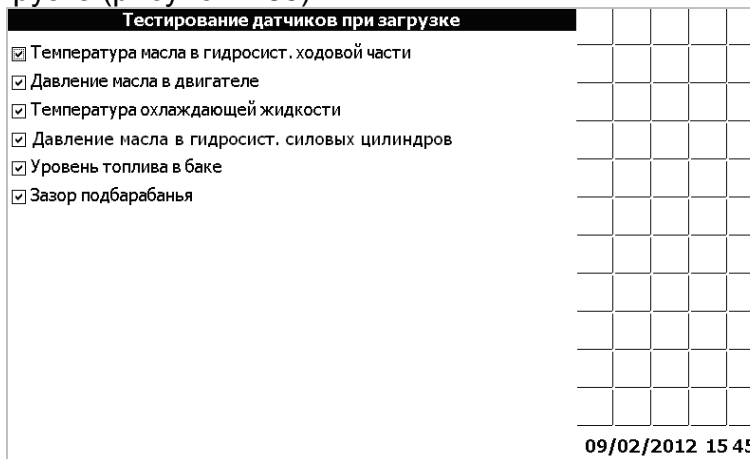 Тестирование датчиков при загрузке
Температура масла в гидросист. ходовой части
Давление масла в двигателе
Температура охлаждающей жидкости
Давление масла в гидросист. силовых цилиндров
Уровень топлива в баке
Зазор подбарабанья
09/02/2012 15 45